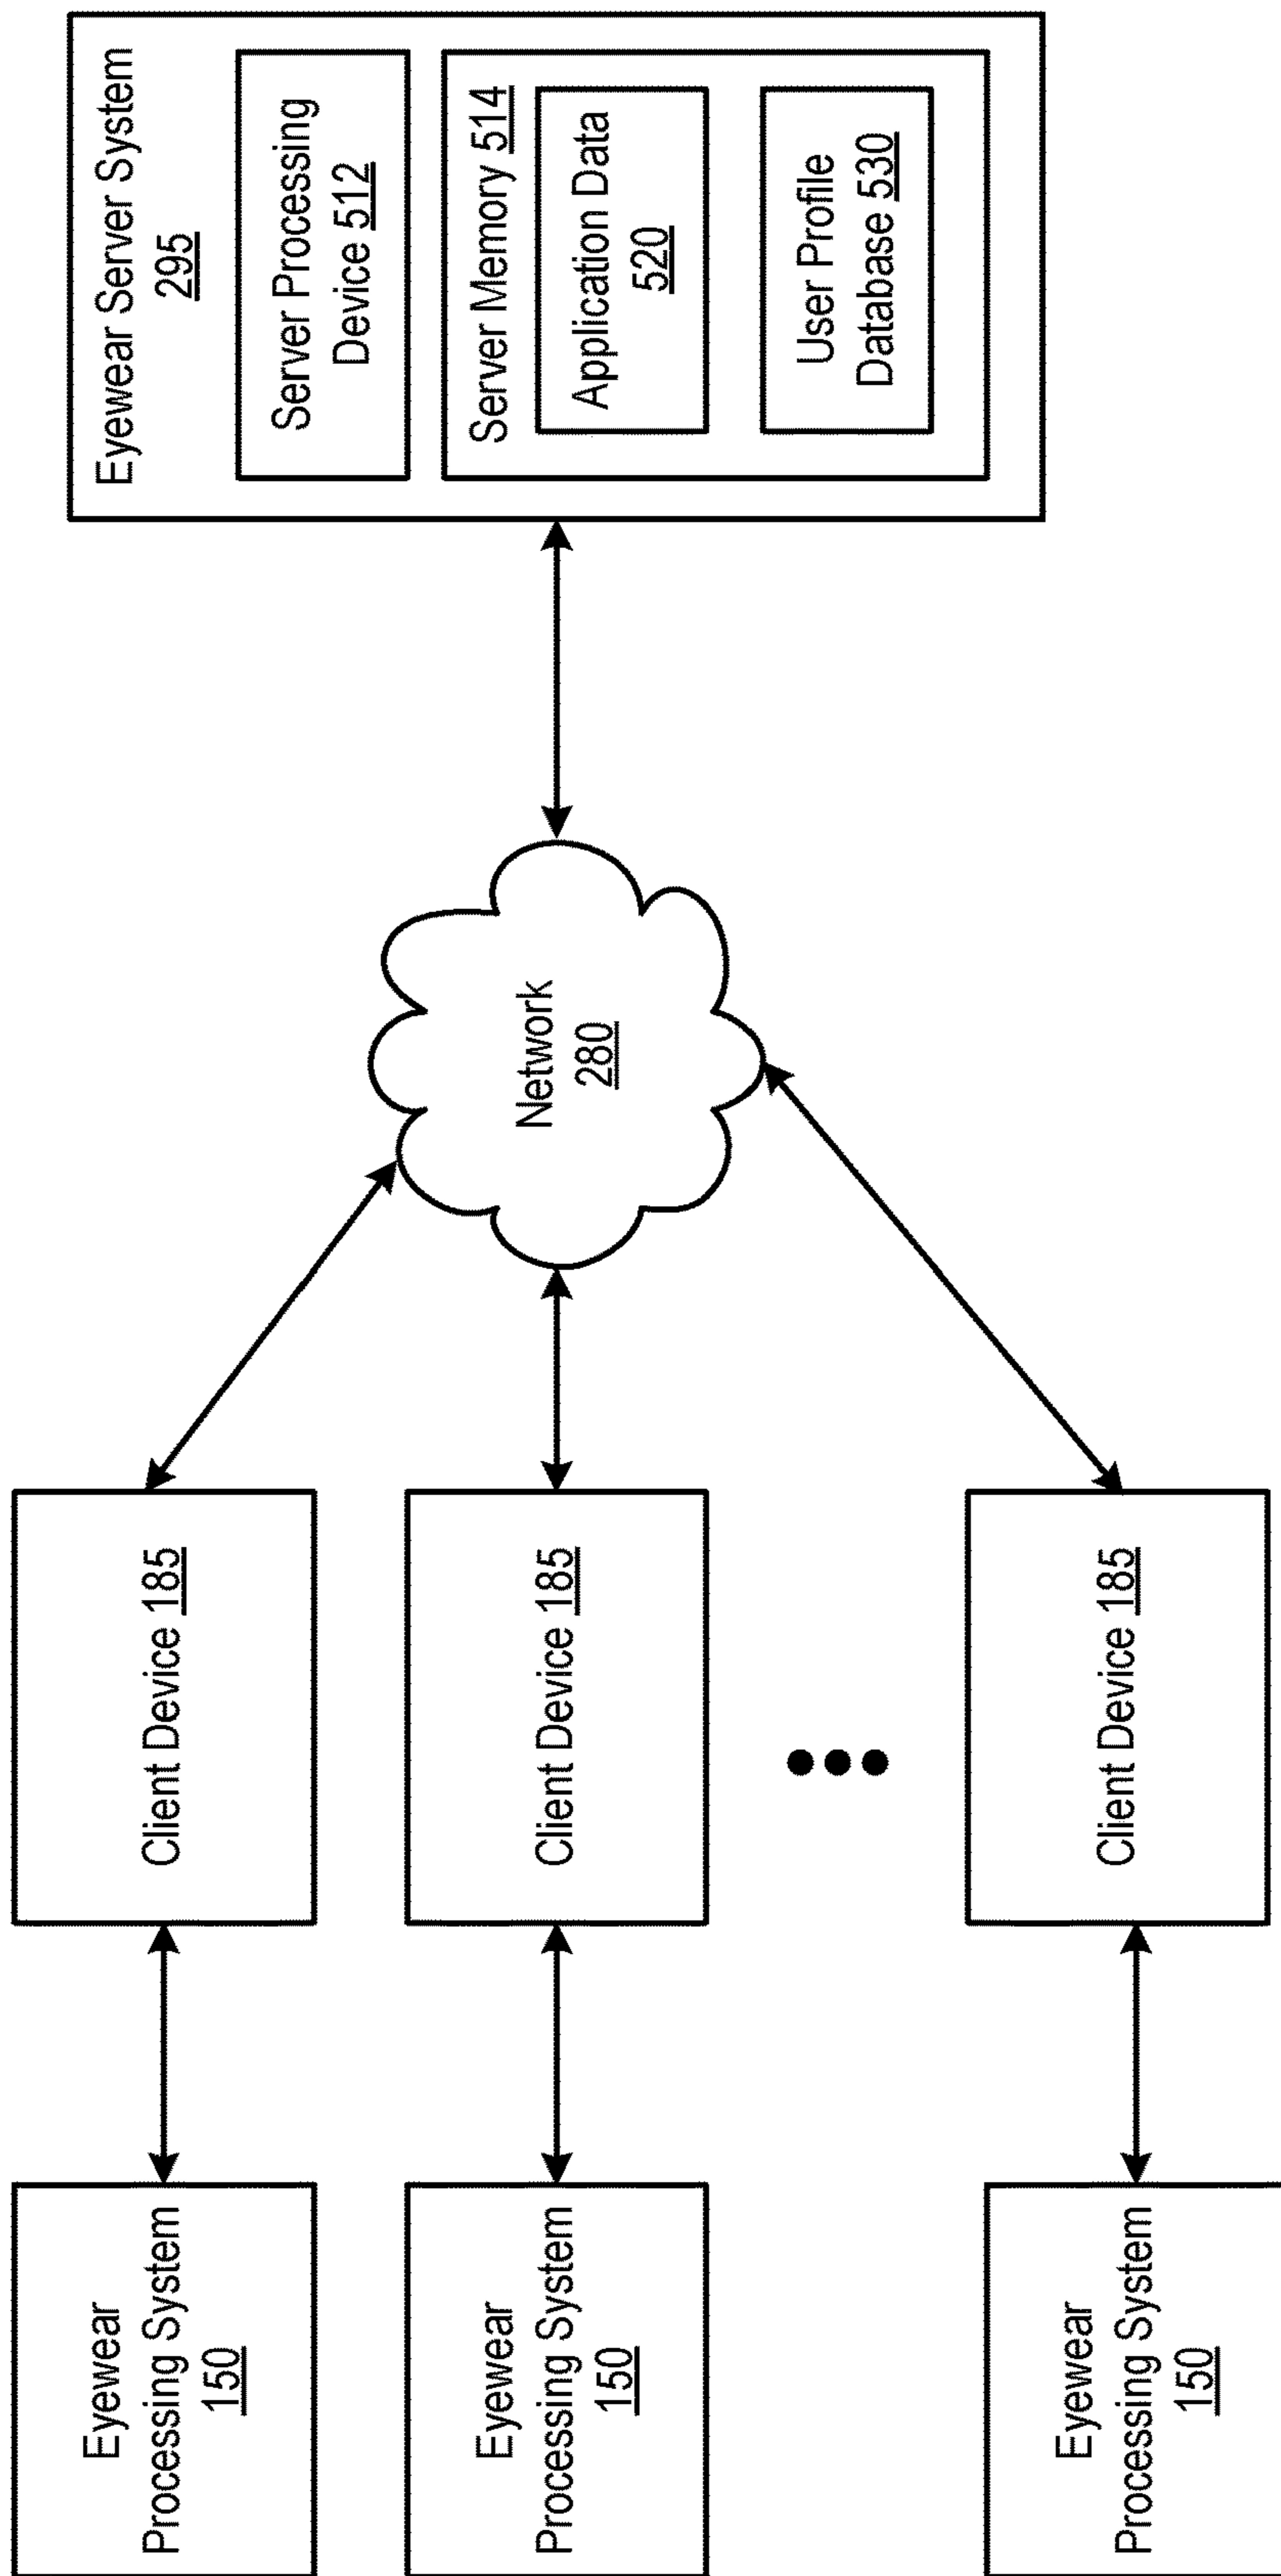 Eyewear
Processing System
150
Client Device 185
Eyewear
Processing System
150
Client Device 185
Eyewear
Processing System
150
Client Device 185
Network
280
Eyewear Server System
295
Server Processing
Device 512
Server Memory 514
Application Data
520
User Profile
Database 530